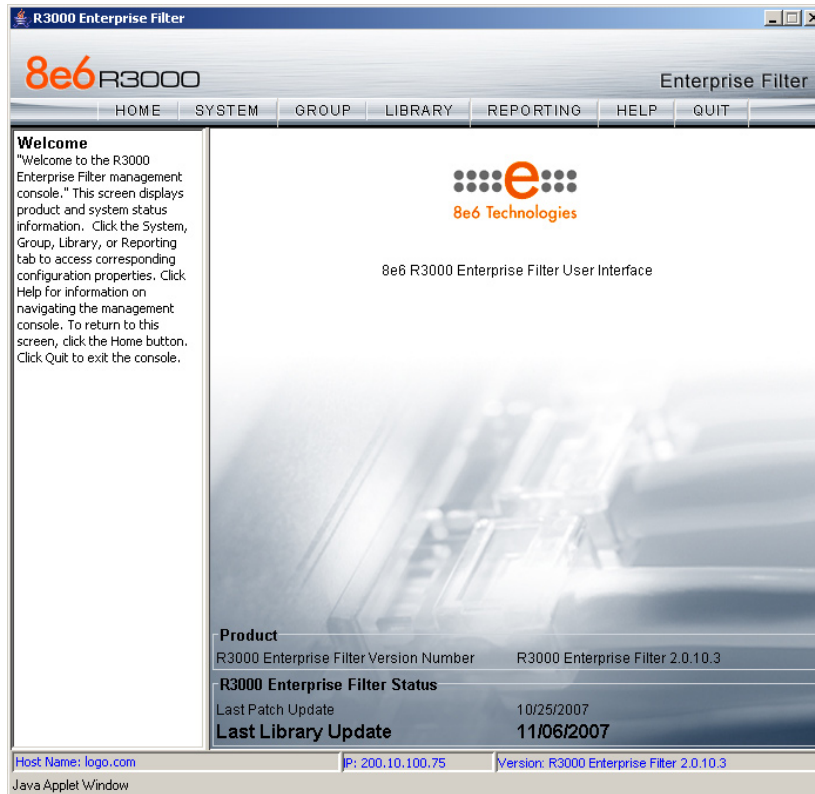 R3000 Enterprise Filter
8e6 R3000
Enterprise Filter
HOME SYSTEM GROUP LIBRARY REPORTING HELP QUIT
Welcome
"Welcome to the R3000
Enterprise Filter management
console." This screen displays
product and system status
information. Click the System,
Group, Library, or Reporting
tab to access corresponding
configuration properties. Click
Help for information on
navigating the management
console. To return to this
screen, click the Home button.
Click Quit to exit the console.
e
8e6 Technologies
8e6 R3000 Enterprise Filter User Interface
Product
R3000 Enterprise Filter Version Number R3000 Enterprise Filter 2.0.10.3
R3000 Enterprise Filter Status
Last Patch Update 10/25/2007
Last Library Update 11/06/2007
Host Name: logo.com IP: 200.10.100.75 Version: R3000 Enterprise Filter 2.0.10.3
Java Applet Window